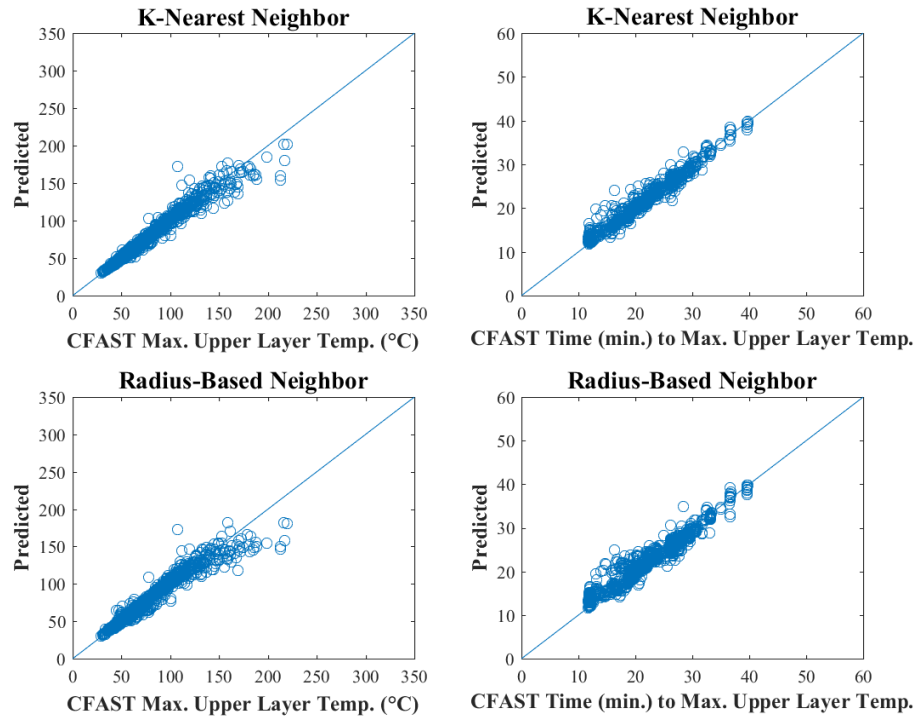 K-Nearest Neighbor
350
300
250
200
150
100
50
0
Predicted
0 50 100 150 200 250 300 350
CFAST Max. Upper Layer Temp. (°C)
K-Nearest Neighbor
60
50
40
30
20
10
0
Predicted
0 10 20 30 40 50 60
CFAST Time (min.) to Max. Upper Layer Temp.
Radius-Based Neighbor
350
300
250
200
150
100
50
0
Predicted
0 50 100 150 200 250 300 350
CFAST Max. Upper Layer Temp. (°C)
Radius-Based Neighbor
60
50
40
30
20
10
0
Predicted
0 10 20 30 40 50 60
CFAST Time (min.) to Max. Upper Layer Temp.